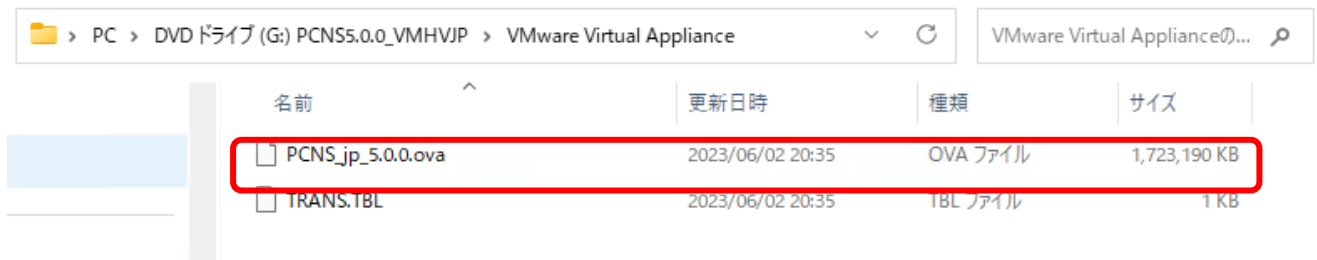 PC > DVD ドライブ (G:) PCNS5.0.0_VMHVJP > VMware Virtual Appliance
VMware Virtual Applianceの...
名前 更新日時 種類 サイズ
PCNS_jp_5.0.0.ova 2023/06/02 20:35 OVA ファイル 1,723,190 KB
TRANS.TBL 2023/06/02 20:35 TBL ファイル 1 KB